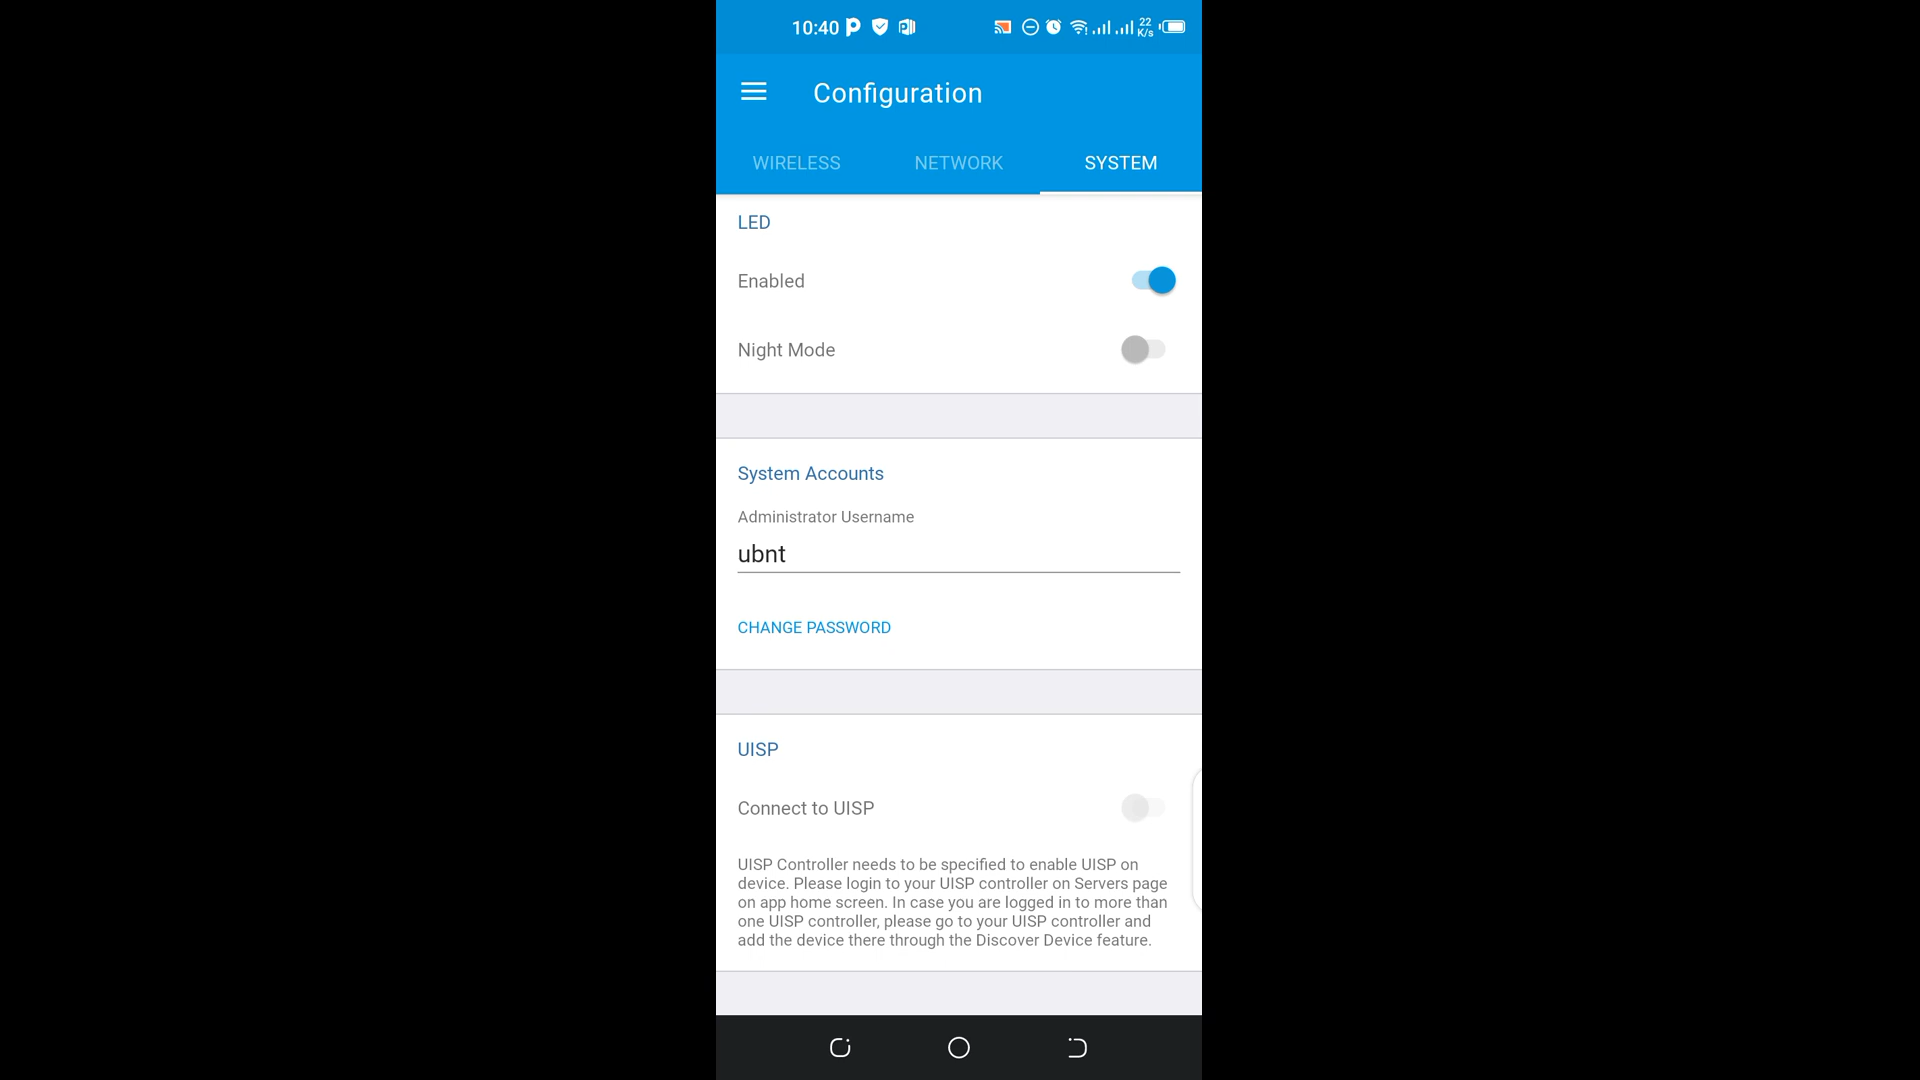 10:40
22
K/s
Configuration
WIRELESS NETWORK SYSTEM
LED
Enabled
Night Mode
System Accounts
Administrator Username
ubnt
CHANGE PASSWORD
UISP
Connect to UISP
UISP Controller needs to be specified to enable UISP on
device. Please login to your UISP controller on Servers page
on app home screen. In case you are logged in to more than
one UISP controller, please go to your UISP controller and
add the device there through the Discover Device feature.